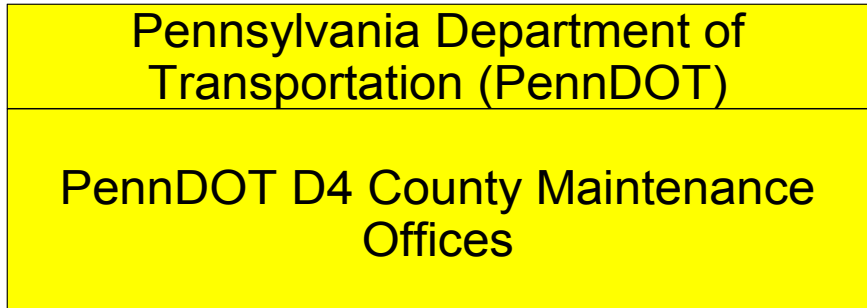 Pennsylvania Department of
Transportation (PennDOT)
PennDOT D4 County Maintenance
Offices